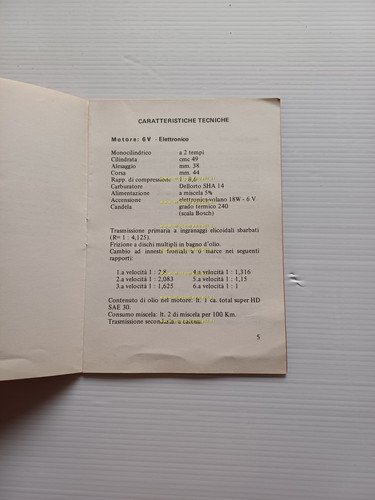 CARATTERISTICHE TECNICHE
Motore: 6V - Elettronico
Monocilindrico a 2 tempi
Cilindrata cmc 49
Alesaggio mm. 38
Corsa mm. 44
Rapp. di compressione 1 : 8,6
Carburatore Dellorto SHA 14
Alimentazione a miscela 5%
Accensione elettronica-volano 18W - 6 V
Candela grado termico 240
(scala Bosch)
Trasmissione primaria a ingranaggi elicoidali sbarbati
(R= 1 : 4,125).
Frizione a dischi multipli in bagno d'olio.
Cambio ad innesti frontali a 6 marce nei seguenti
rapporti:
1.a velocità 1 : 2,8 4.a velocità 1 : 1,316
2.a velocità 1 : 2,083 5.a velocità 1 : 1,15
3.a velocità 1 : 1,625 6.a velocità 1 : 1
Contenuto di olio nel motore: lt. 1 ca. total super HD
SAE 30.
Consumo miscela: lt. 2 di miscela per 100 Km.
Trasmissione secondaria a catena.
5